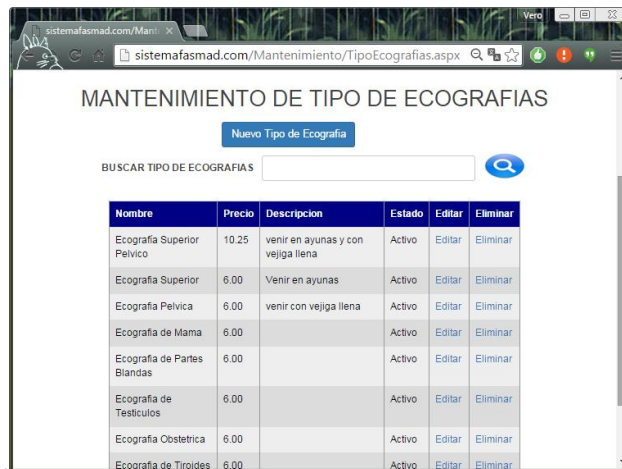 sistemafasmad.com/Mant
Vero
sistemafasmad.com/Mantenimiento/TipoEcografias.aspx
MANTENIMIENTO DE TIPO DE ECOGRAFIAS
Nuevo Tipo de Ecografia
BUSCAR TIPO DE ECOGRAFIAS
Nombre Precio Descripcion Estado Editar Eliminar
Ecografía Superior 10.25 venir en ayunas y con Activo Editar Eliminar
Pelvico vejiga llena
Ecografia Superior 6.00 Venir en ayunas Activo Editar Eliminar
Ecografia Pelvica 6.00 venir con vejiga llena Activo Editar Eliminar
Ecografia de Mama 6.00 Activo Editar Eliminar
Ecografia de Partes 6.00 Activo Editar Eliminar
Blandas
Ecografia de 6.00 Activo Editar Eliminar
Testiculos
Ecografia Obstetrica 6.00 Activo Editar Eliminar
Ecografia de Tiroides 6.00 Activo Editar Eliminar